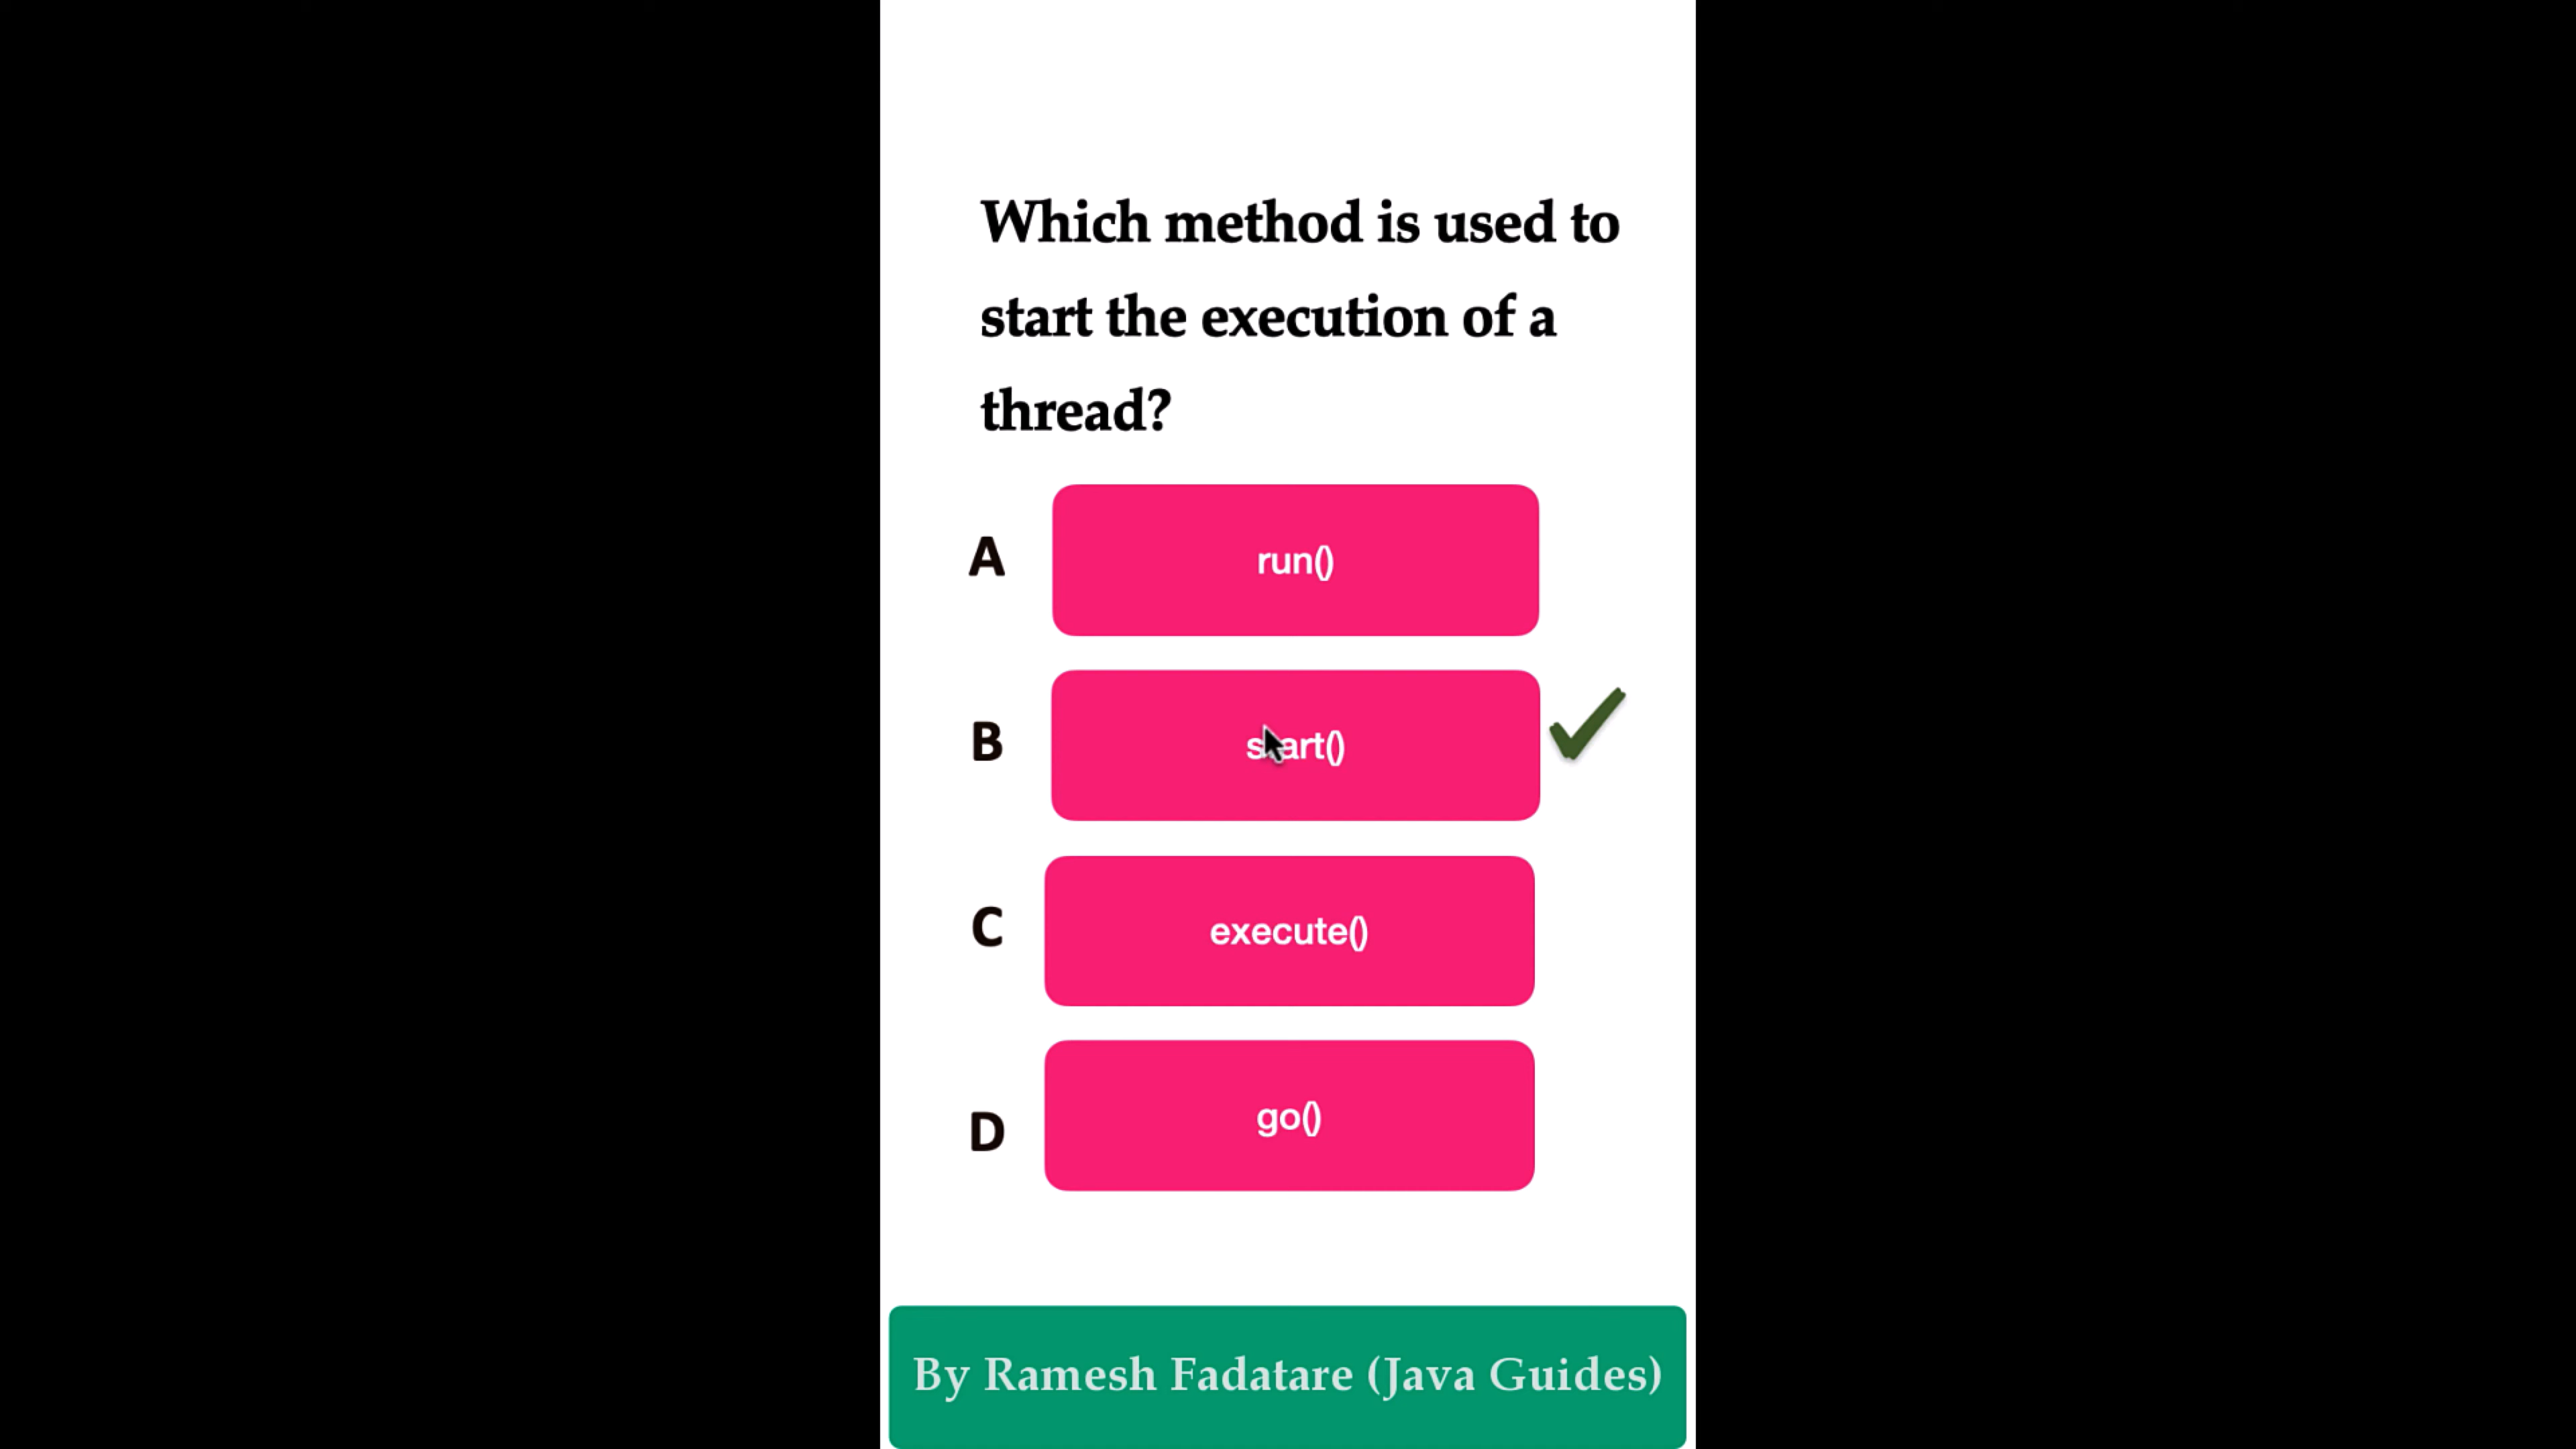 Which method is used to
start the execution of a
thread?
A
run()
B
start()
C
execute()
D
go()
By Ramesh Fadatare (Java Guides)